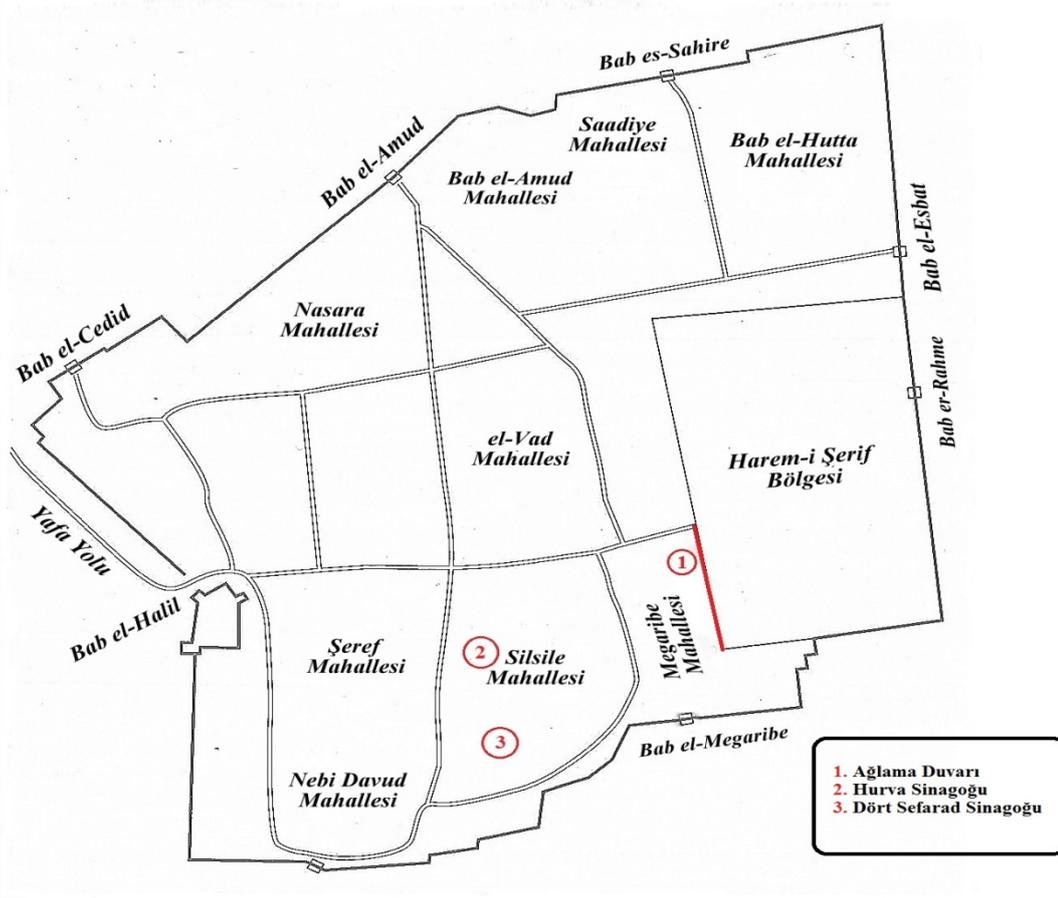 Bab es-Sahire
Saadiye
Mahallesi
Bab el-Hutta
Mahallesi
Bab el-Amud
Bab el-Amud
Mahallesi
Bab el-Esbat
Nasara
Mahallesi
Bab el-Cedid
Bab er-Rahme
el-Vad
Mahallesi
Harem-i Şerif
Bölgesi
Yafa Yolu
1
Bab el-Halil
Megaribe
Mahallesi
Şeref
Mahallesi
2
Silsile
Mahallesi
3
Bab el-Megaribe
Nebi Davud
Mahallesi
1. Ağlama Duvarı
2. Hurva Sinagoğu
3. Dört Sefarad Sinagoğu